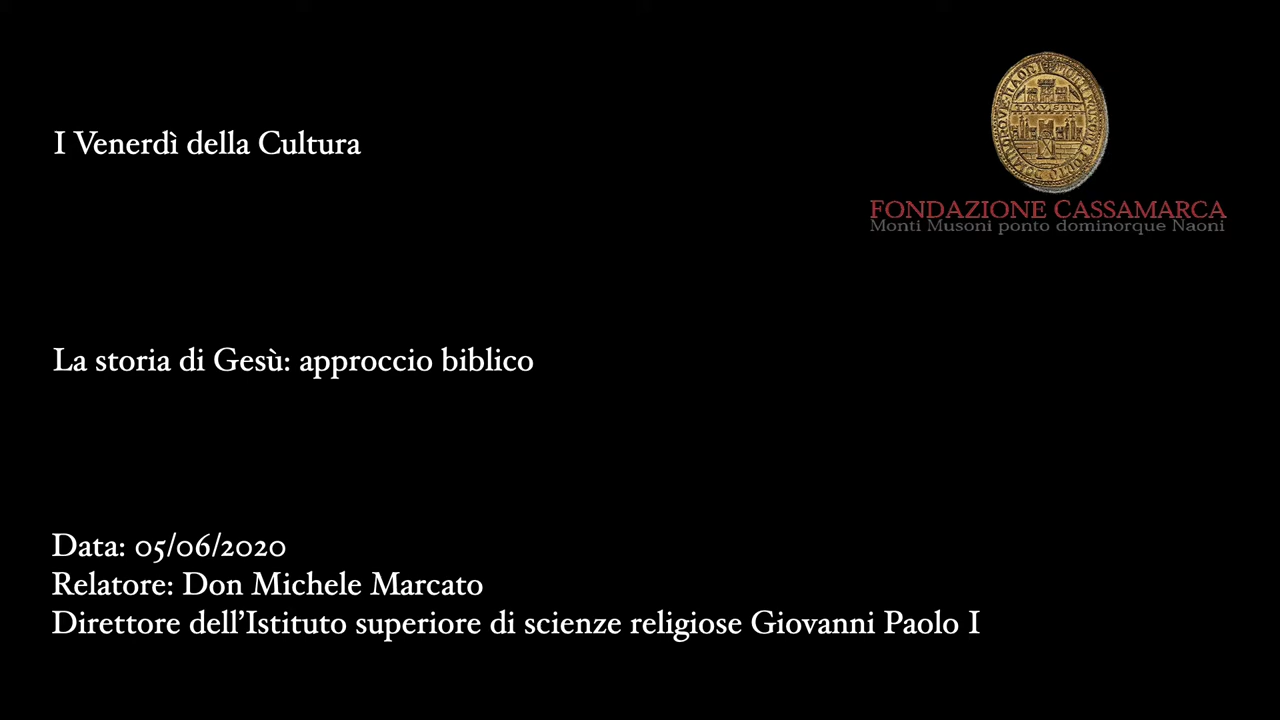 I Venerdì della Cultura
FONDAZIONE CASSAMARCA
Monti Musoni ponto dominorque Naoni
La storia di Gesù: approccio biblico
Data: 05/06/2020
Relatore: Don Michele Marcato
Direttore dell’Istituto superiore di scienze religiose Giovanni Paolo I